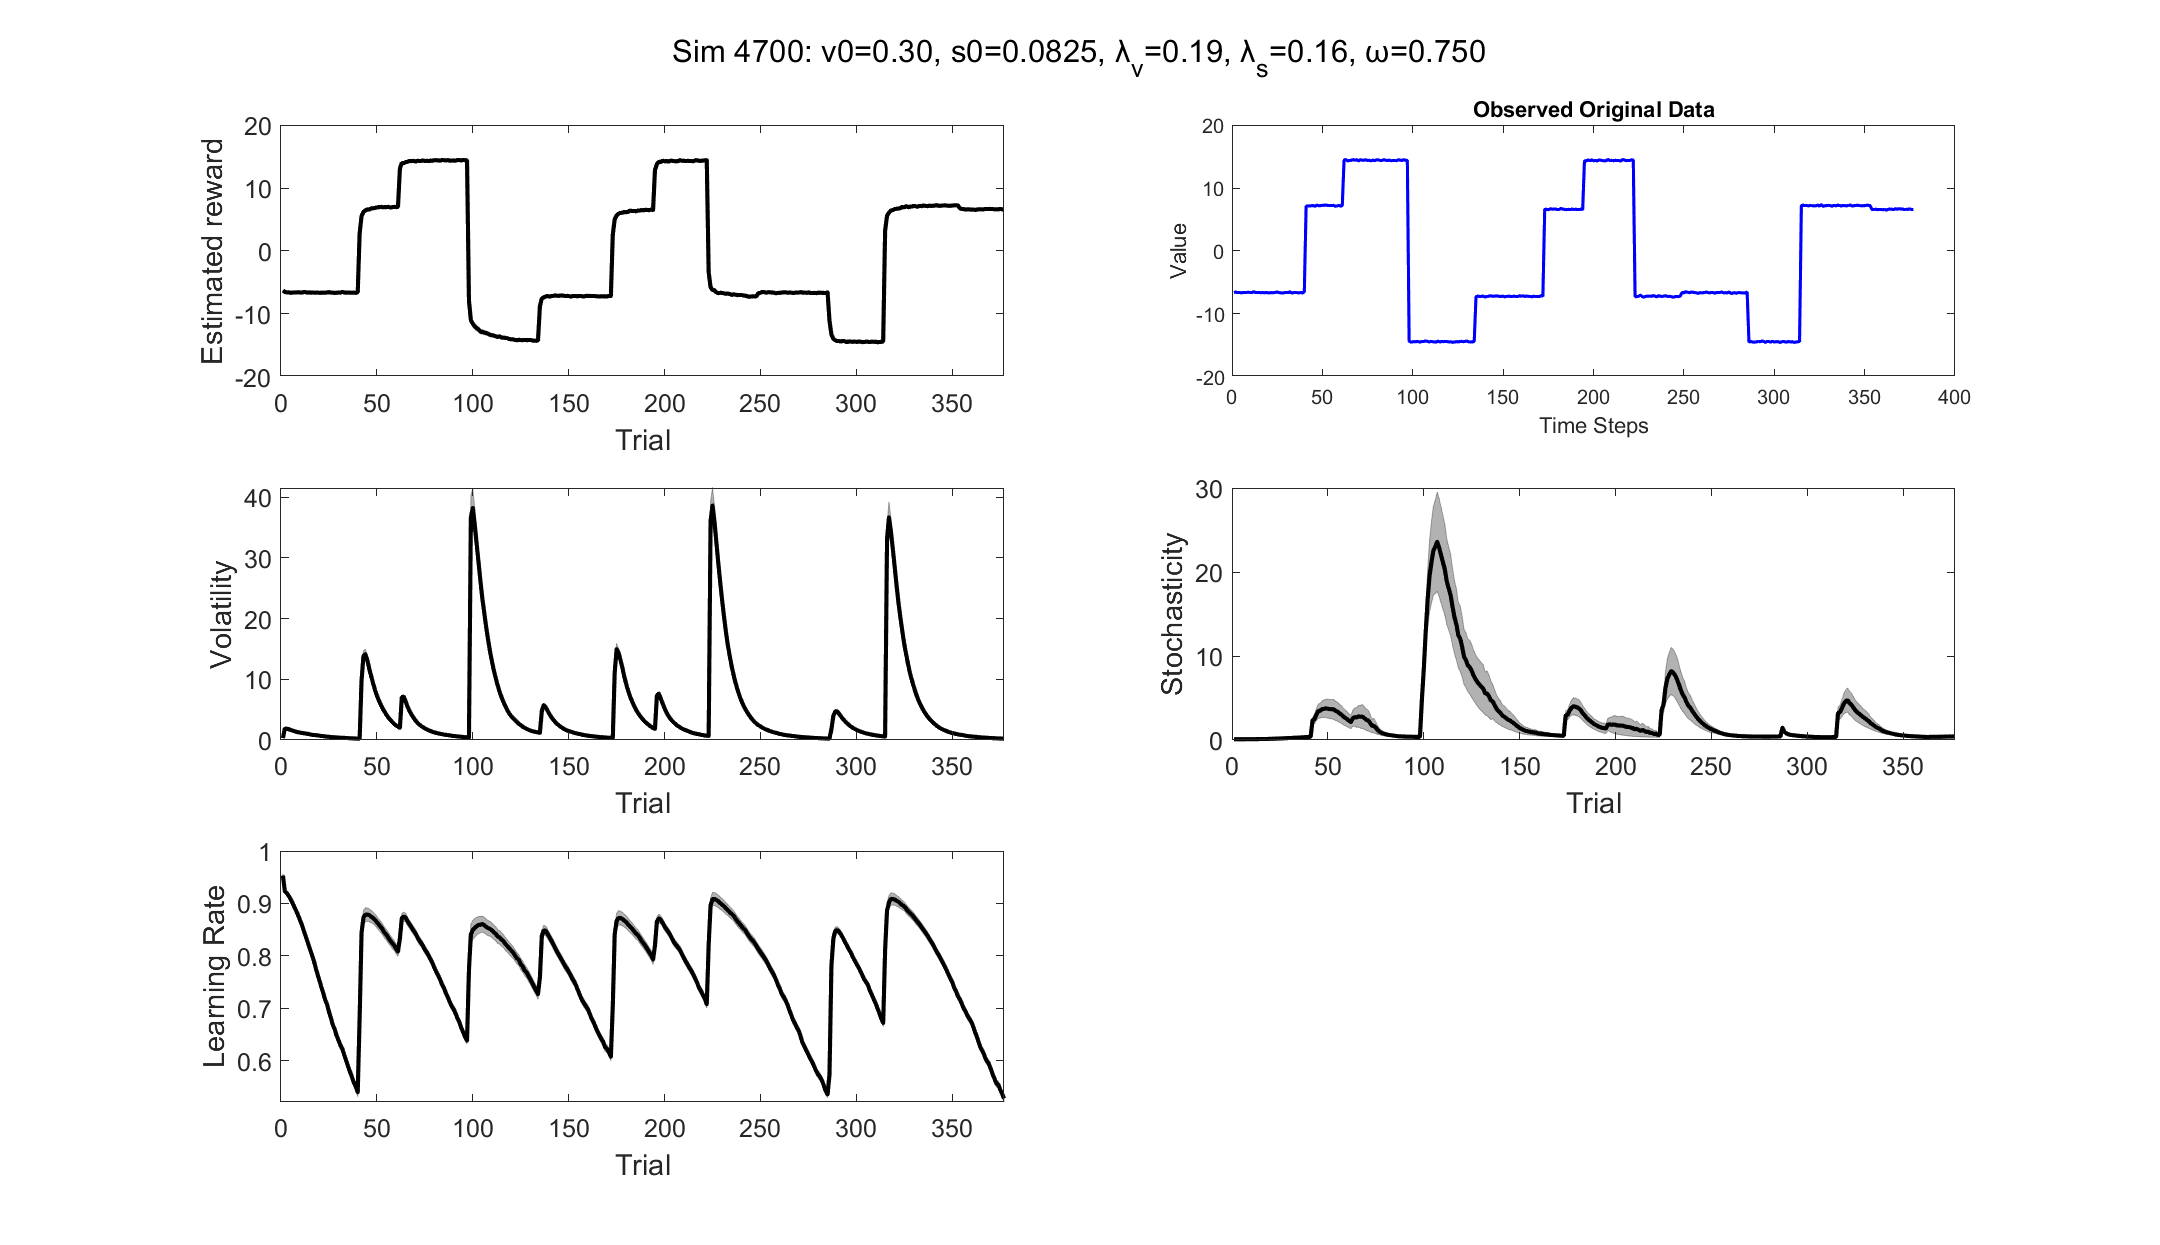 Sim 4700: v0=0.30, s0=0.0825, λ_v=0.19, λ_s=0.16, ω=0.750
20
10
0
-10
-20
Estimated reward
0 50 100 150 200 250 300 350
Trial
Observed Original Data
20
10
0
-10
-20
Value
0 50 100 150 200 250 300 350 400
Time Steps
40
30
20
10
0
Volatility
0 50 100 150 200 250 300 350
Trial
30
20
10
0
Stochasticity
0 50 100 150 200 250 300 350
Trial
1
0.9
0.8
0.7
0.6
Learning Rate
0 50 100 150 200 250 300 350
Trial